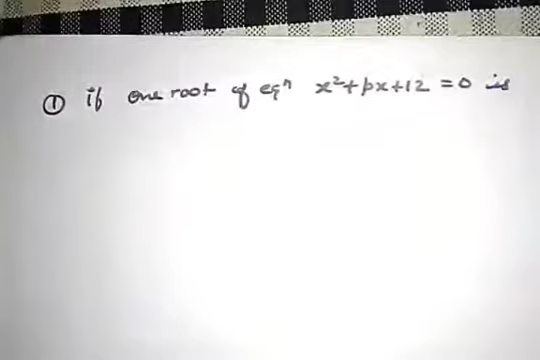 ① if one root of eqⁿ x²+px+12 = 0 is